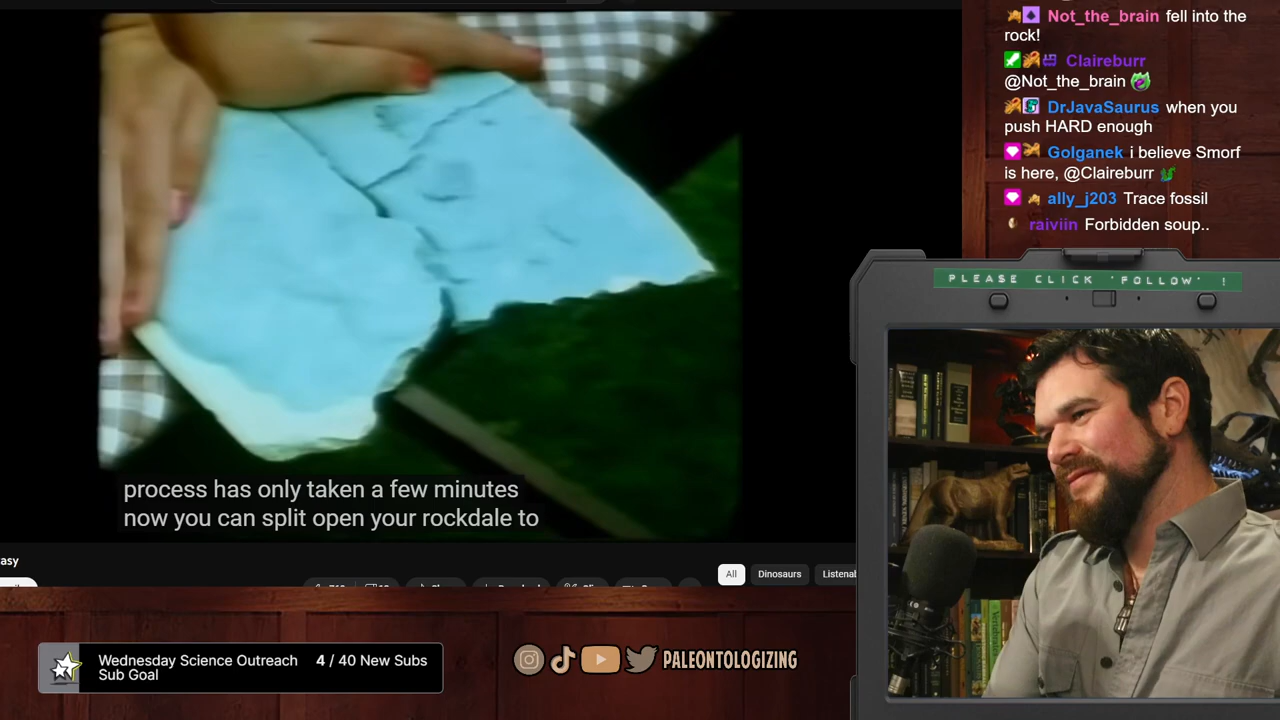 Not_the_brain fell into the
rock!
Claireburr
@Not_the_brain
DrJavaSaurus when you
push HARD enough
Golganek i believe Smorf
is here, @Claireburr
ally_j203 Trace fossil
raiviin Forbidden soup..
PLEASE CLICK 'FOLLOW' !
process has only taken a few minutes
now you can split open your rockdale to
asy
All
Dinosaurs
Listenal
Wednesday Science Outreach 4 / 40 New Subs
Sub Goal
PALEONTOLOGIZING